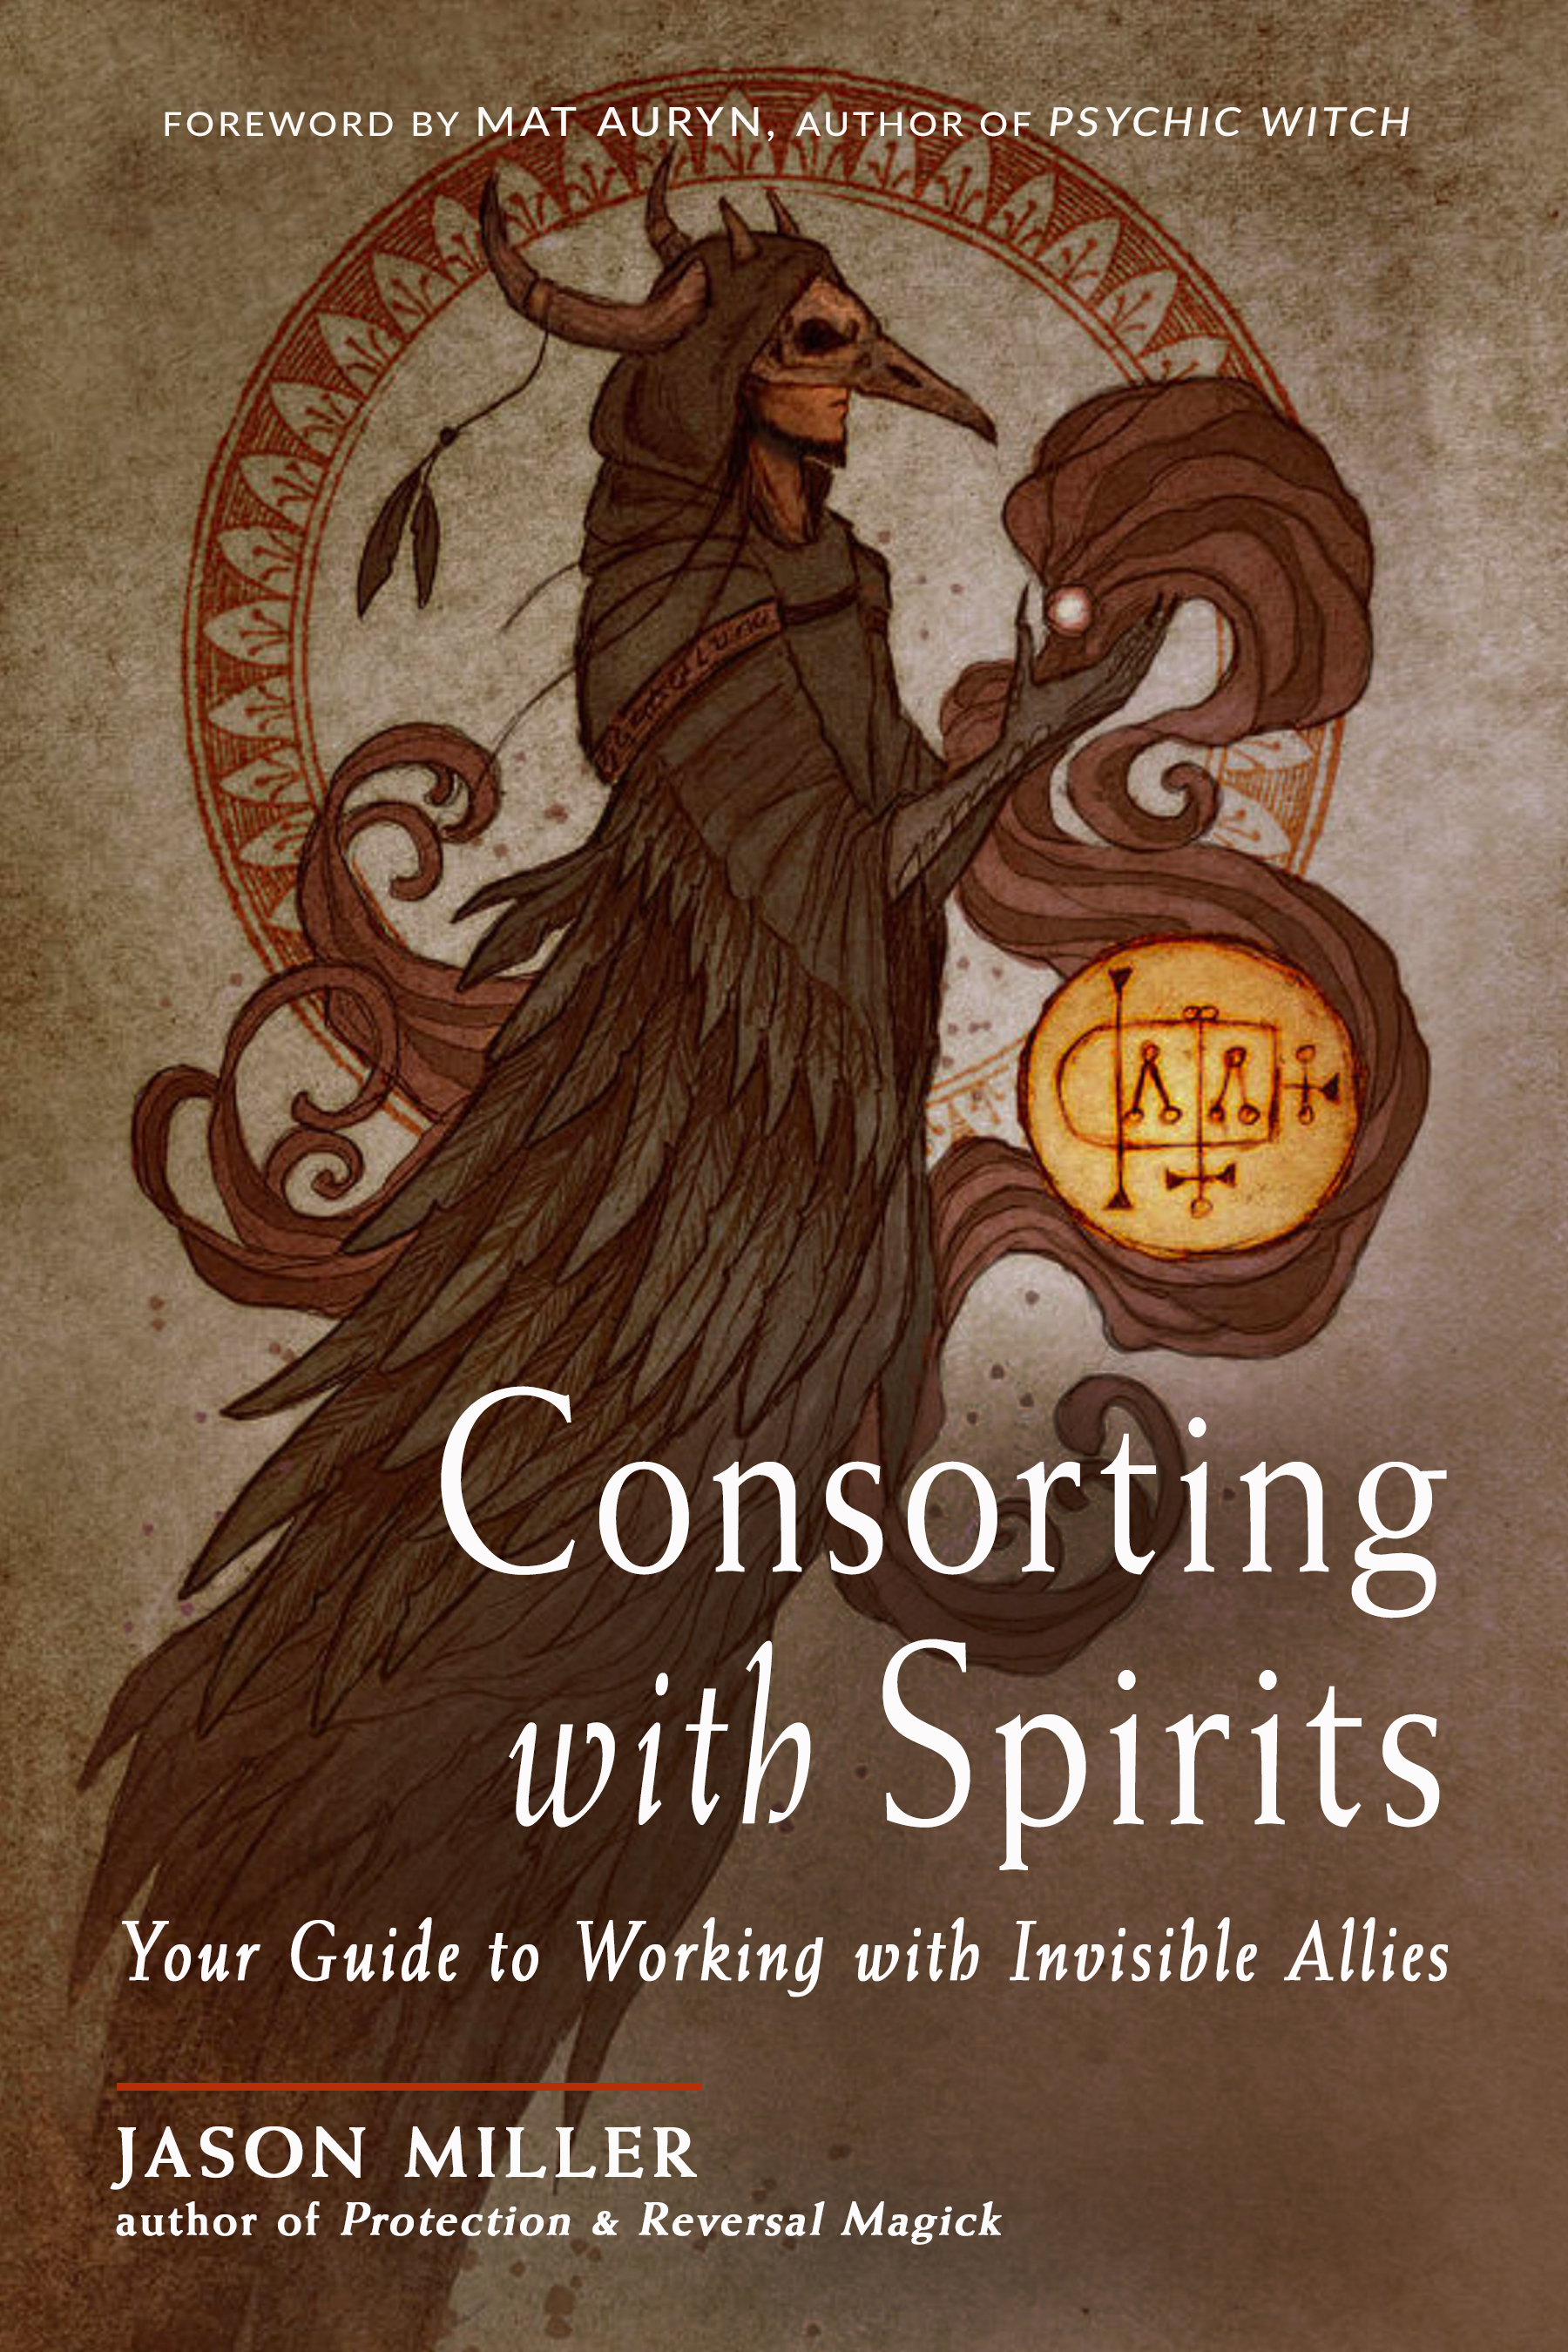 FOREWORD BY MAT AURYN, AUTHOR OF PSYCHIC WITCH
Consorting
with Spirits
Your Guide to Working with Invisible Allies
JASON MILLER
author of Protection & Reversal Magick